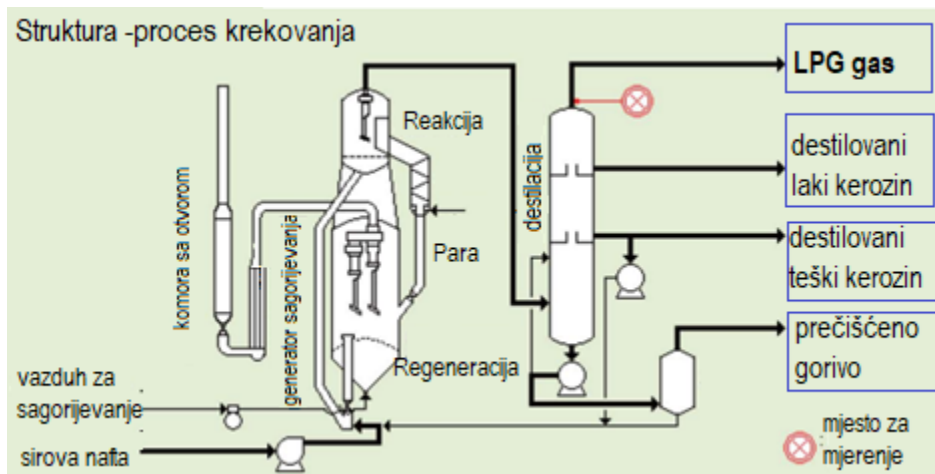 Struktura -proces krekovanja
LPG gas
Reakcija
destilovani
laki kerozin
destilacija
komora sa otvorom
generator sagorijevanja
Para
destilovani
teški kerozin
prečišćeno
gorivo
Regeneracija
vazduh za
sagorijevanje
sirova nafta
mjesto za
mjerenje